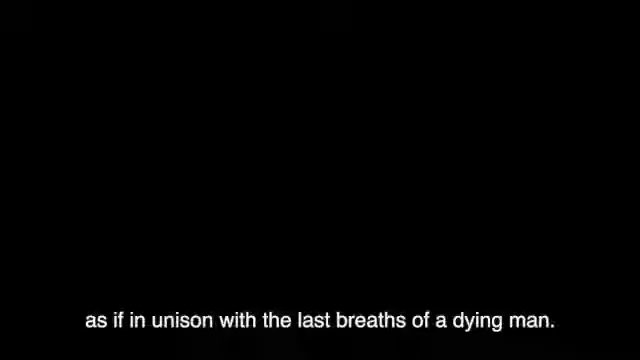 as if in unison with the last breaths of a dying man.